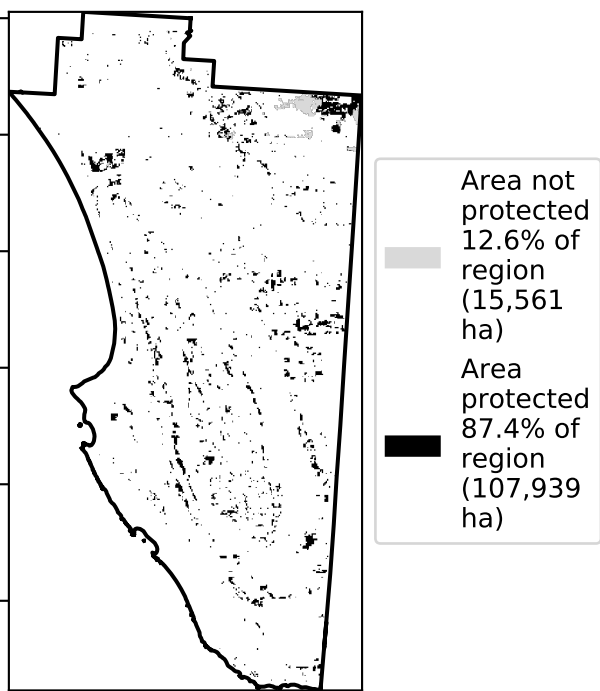 Area not
protected
12.6% of
region
(15,561
ha)
Area
protected
87.4% of
region
(107,939
ha)